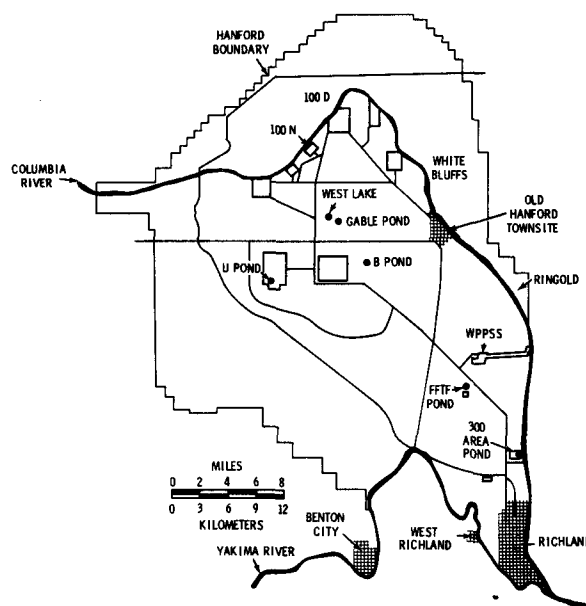 HANFORD
BOUNDARY
100 D
100 N
COLUMBIA
RIVER
WHITE
BLUFFS
WEST LAKE
GABLE POND
OLD
HANFORD
TOWNSITE
B POND
U POND
RINGOLD
WPPSS
FFTF
POND
300
AREA
POND
MILES
0 2 4 6 8
0 3 6 9 12
KILOMETERS
BENTON
CITY
WEST
RICHLAND
RICHLAND
YAKIMA RIVER